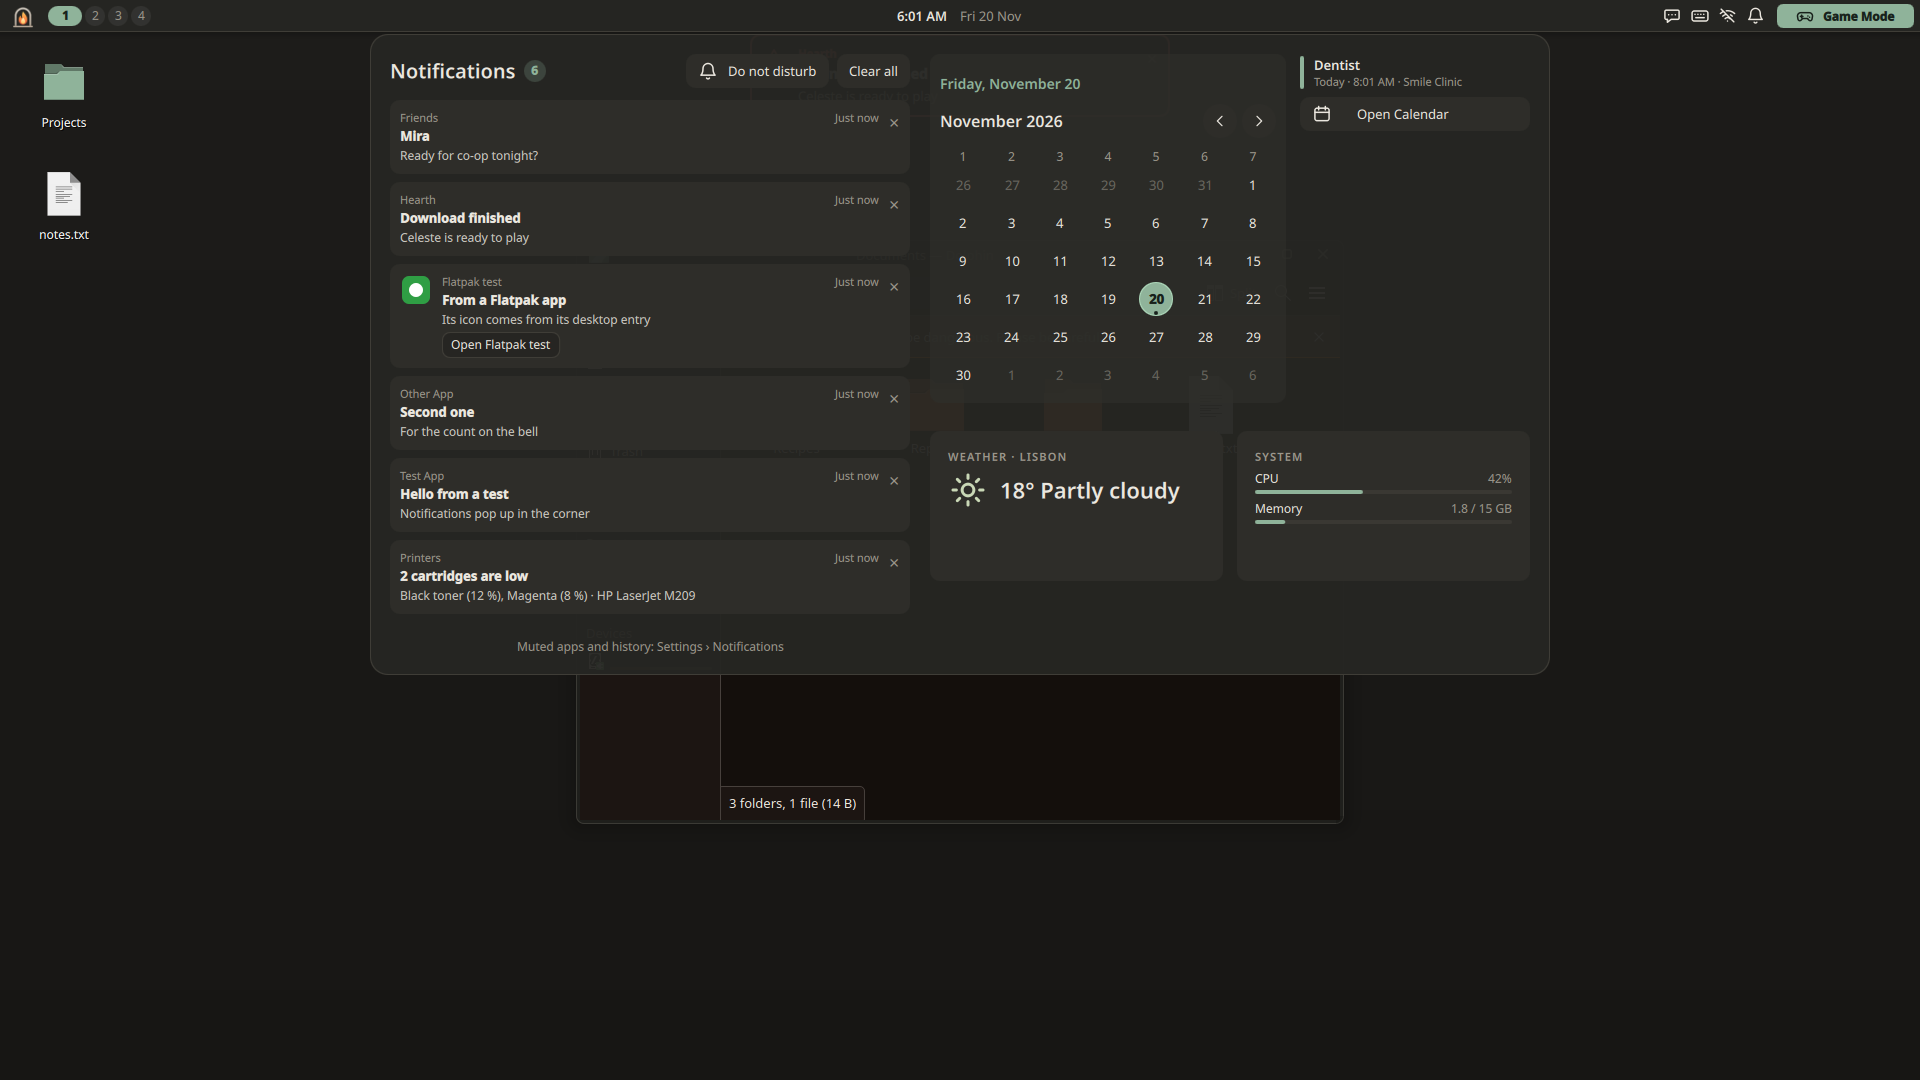 1 2 3 4
6:01 AM Fri 20 Nov
Game Mode
Projects
notes.txt
Notifications 6
Do not disturb
Clear all
Friends
Just now
Mira
Ready for co-op tonight?
Hearth
Just now
Download finished
Celeste is ready to play
Flatpak test
Just now
From a Flatpak app
Its icon comes from its desktop entry
Open Flatpak test
Other App
Just now
Second one
For the count on the bell
Test App
Just now
Hello from a test
Notifications pop up in the corner
Printers
Just now
2 cartridges are low
Black toner (12 %), Magenta (8 %) · HP LaserJet M209
Muted apps and history: Settings › Notifications
Friday, November 20
November 2026
1 2 3 4 5 6 7
26 27 28 29 30 31 1
2 3 4 5 6 7 8
9 10 11 12 13 14 15
16 17 18 19 20 21 22
23 24 25 26 27 28 29
30 1 2 3 4 5 6
Dentist
Today · 8:01 AM · Smile Clinic
Open Calendar
WEATHER · LISBON
18° Partly cloudy
SYSTEM
CPU 42%
Memory 1.8 / 15 GB
3 folders, 1 file (14 B)